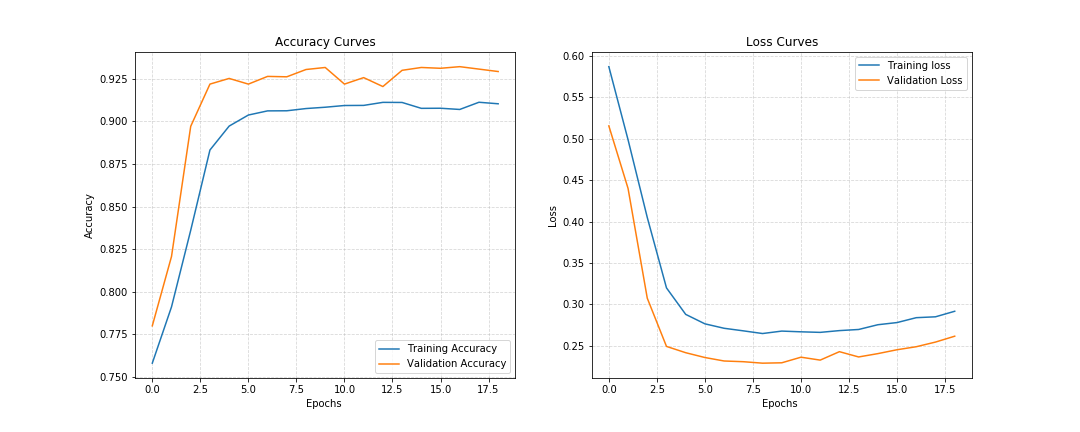 Accuracy Curves
0.925
0.900
0.875
0.850
0.825
0.800
0.775
0.750
Accuracy
0.0 2.5 5.0 7.5 10.0 12.5 15.0 17.5
Epochs
Training Accuracy
Validation Accuracy
Loss Curves
0.60
0.55
0.50
0.45
0.40
0.35
0.30
0.25
Loss
0.0 2.5 5.0 7.5 10.0 12.5 15.0 17.5
Epochs
Training loss
Validation Loss